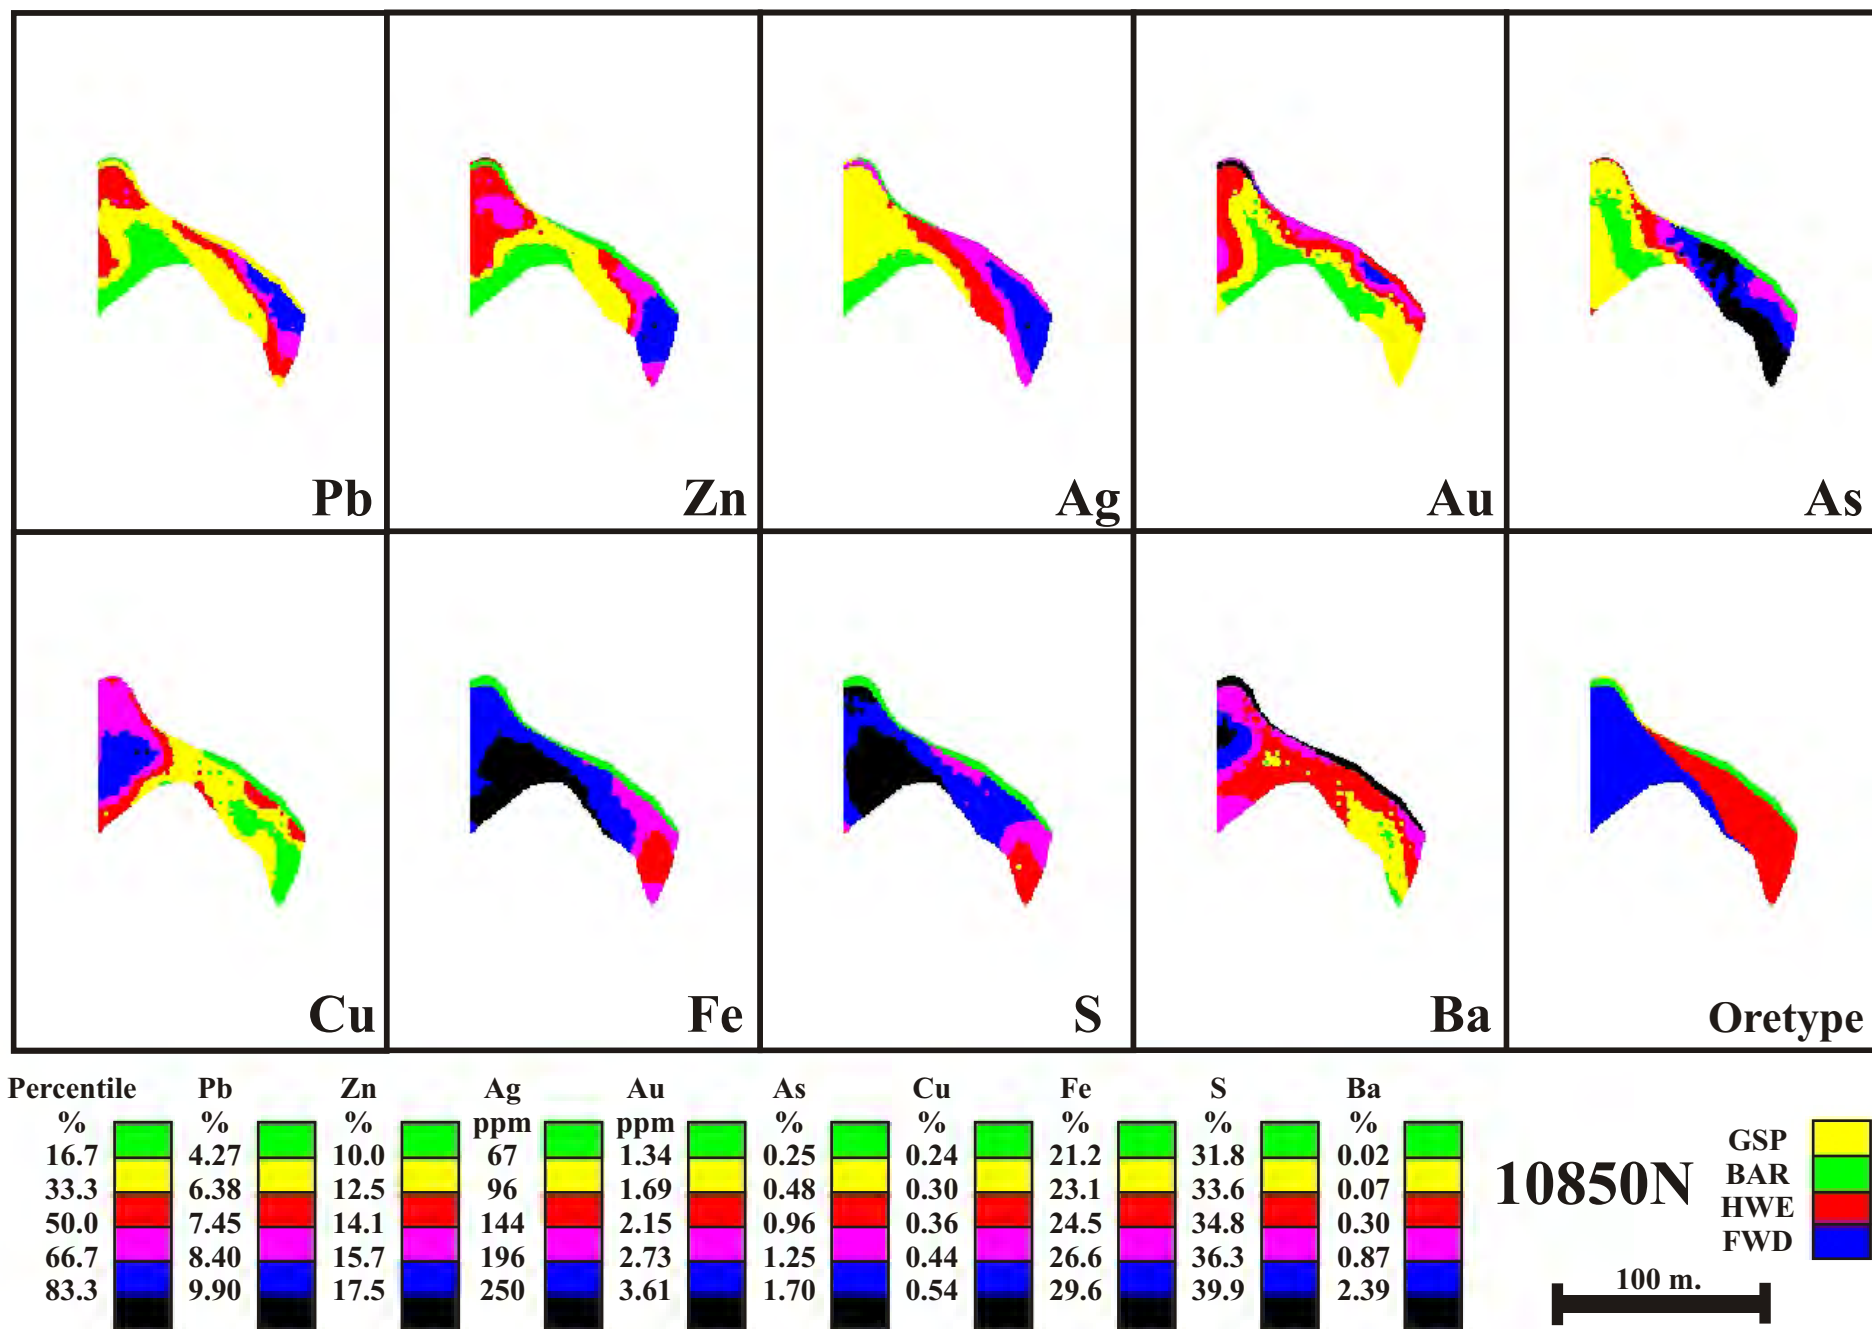 Pb Zn Ag Au As
Cu Fe S Ba Oretype
Percentile Pb Zn Ag Au As Cu Fe S Ba
% % % ppm ppm % % % % %
16.7 4.27 10.0 67 1.34 0.25 0.24 21.2 31.8 0.02
33.3 6.38 12.5 96 1.69 0.48 0.30 23.1 33.6 0.07
50.0 7.45 14.1 144 2.15 0.96 0.36 24.5 34.8 0.30
66.7 8.40 15.7 196 2.73 1.25 0.44 26.6 36.3 0.87
83.3 9.90 17.5 250 3.61 1.70 0.54 29.6 39.9 2.39
10850N
GSP
BAR
HWE
FWD
100 m.